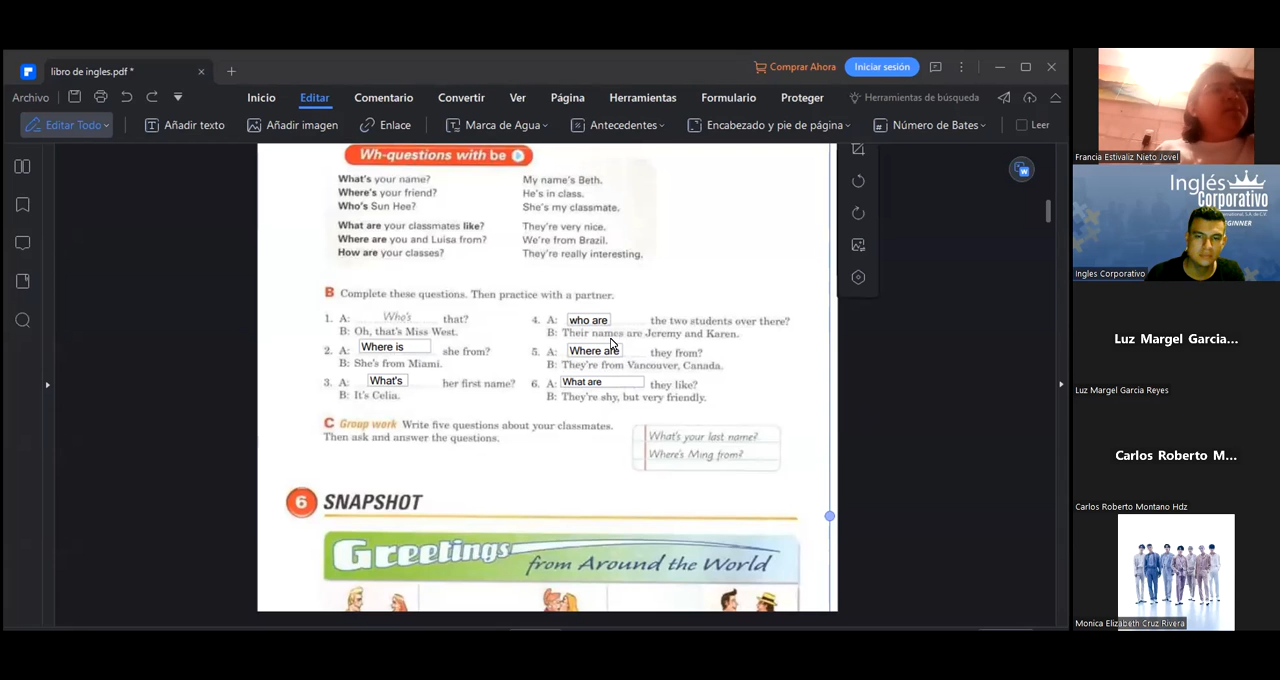 libro de ingles.pdf *
Comprar Ahora
Iniciar sesión
Archivo
Inicio
Editar
Comentario
Convertir
Ver
Página
Herramientas
Formulario
Proteger
Herramientas de búsqueda
Editar Todo
Añadir texto
Añadir imagen
Enlace
Marca de Agua
Antecedentes
Encabezado y pie de página
Número de Bates
Leer
Wh-questions with be
What's your name? My name's Beth.
Where's your friend? He's in class.
Who's Sun Hee? She's my classmate.
What are your classmates like? They're very nice.
Where are you and Luisa from? We're from Brazil.
How are your classes? They're really interesting.
B Complete these questions. Then practice with a partner.
1. A: Who's that?
B: Oh, that's Miss West.
2. A: Where is she from?
B: She's from Miami.
3. A: What's her first name?
B: It's Celia.
4. A: who are the two students over there?
B: Their names are Jeremy and Karen.
5. A: Where are they from?
B: They're from Vancouver, Canada.
6. A: What are they like?
B: They're shy, but very friendly.
C Group work Write five questions about your classmates.
Then ask and answer the questions.
What's your last name?
Where's Ming from?
6 SNAPSHOT
Greetings from Around the World
Francia Estivaliz Nieto Jovel
Inglés
Corporativo
International, S.A. de C.V.
Ingles Corporativo
Luz Margel Garcia...
Luz Margel Garcia Reyes
Carlos Roberto M...
Carlos Roberto Montano Hdz
Monica Elizabeth Cruz Rivera